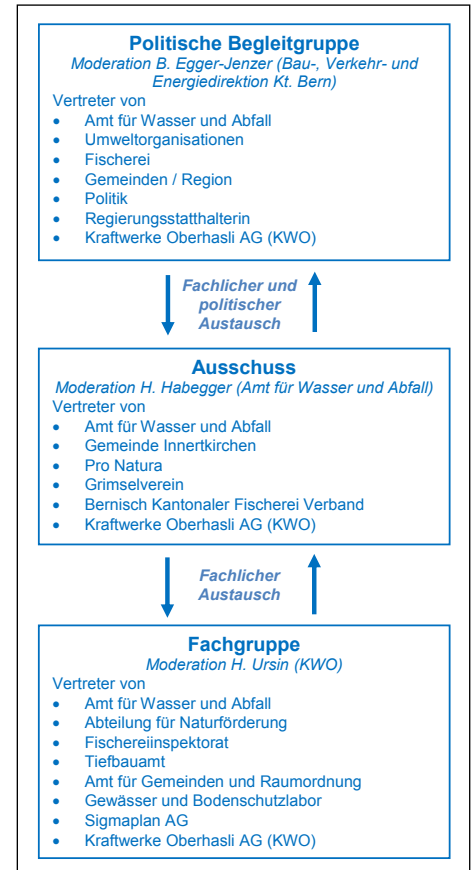 Politische Begleitgruppe
Moderation B. Egger-Jenzer (Bau-, Verkehr- und
Energiedirektion Kt. Bern)
Vertreter von
• Amt für Wasser und Abfall
• Umweltorganisationen
• Fischerei
• Gemeinden / Region
• Politik
• Regierungsstatthalterin
• Kraftwerke Oberhasli AG (KWO)
Fachlicher und
politischer
Austausch
Ausschuss
Moderation H. Habegger (Amt für Wasser und Abfall)
Vertreter von
• Amt für Wasser und Abfall
• Gemeinde Innertkirchen
• Pro Natura
• Grimselverein
• Bernisch Kantonaler Fischerei Verband
• Kraftwerke Oberhasli AG (KWO)
Fachlicher
Austausch
Fachgruppe
Moderation H. Ursin (KWO)
Vertreter von
• Amt für Wasser und Abfall
• Abteilung für Naturförderung
• Fischereiinspektorat
• Tiefbauamt
• Amt für Gemeinden und Raumordnung
• Gewässer und Bodenschutzlabor
• Sigmaplan AG
• Kraftwerke Oberhasli AG (KWO)